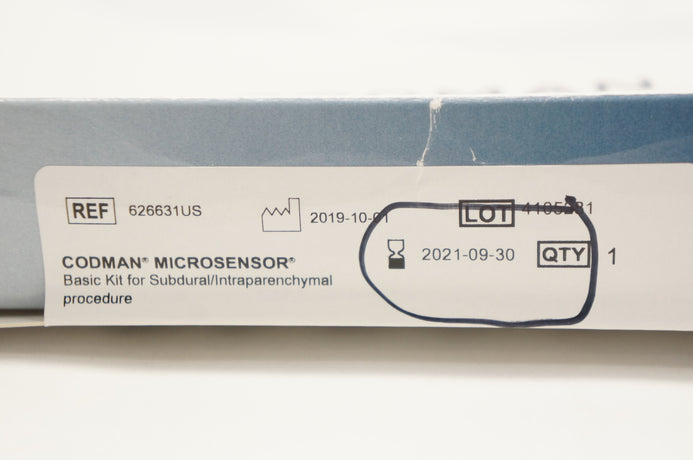 REF 626631US 2019-10-01 LOT
2021-09-30 QTY 1
CODMAN® MICROSENSOR®
Basic Kit for Subdural/Intraparenchymal
procedure